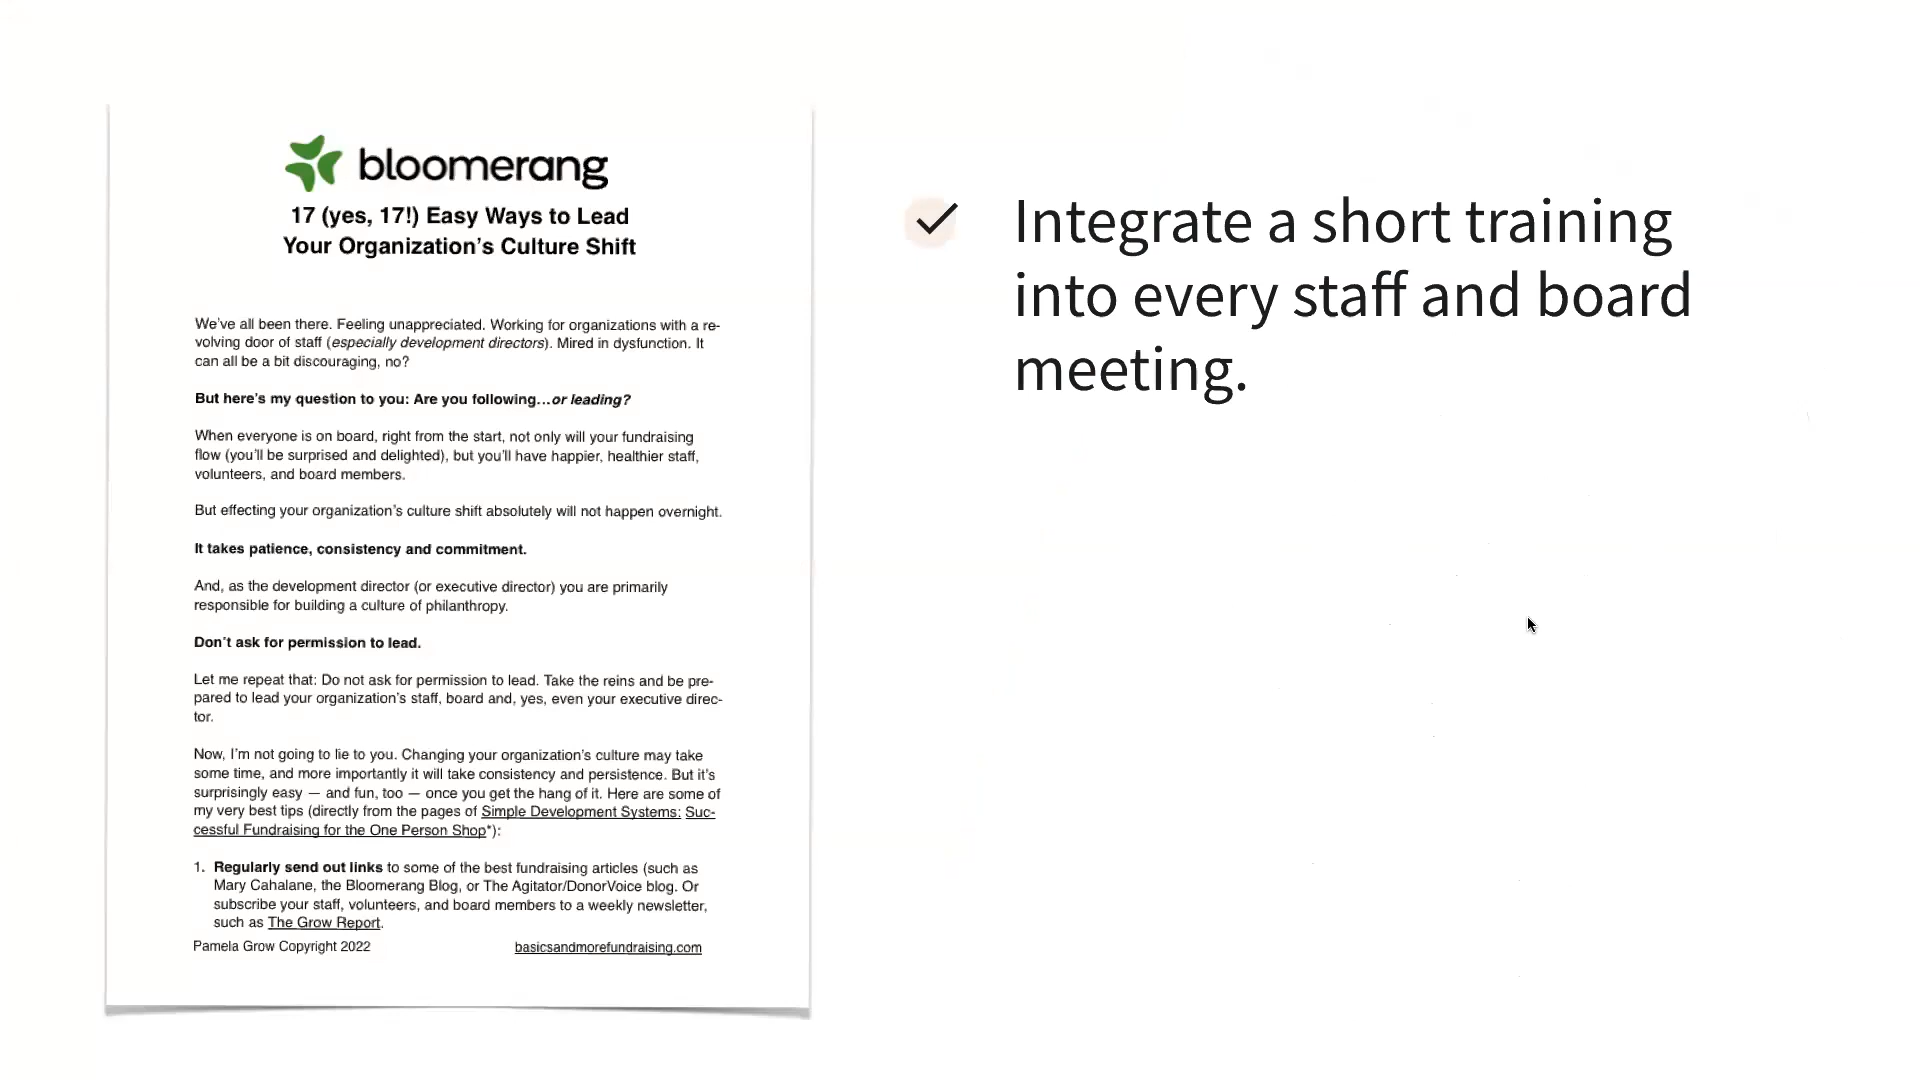 bloomerang
17 (yes, 17!) Easy Ways to Lead
Your Organization's Culture Shift
We've all been there. Feeling unappreciated. Working for organizations with a re-
volving door of staff (especially development directors). Mired in dysfunction. It
can all be a bit discouraging, no?
But here's my question to you: Are you following...or leading?
When everyone is on board, right from the start, not only will your fundraising
flow (you'll be surprised and delighted), but you'll have happier, healthier staff,
volunteers, and board members.
But effecting your organization's culture shift absolutely will not happen overnight.
It takes patience, consistency and commitment.
And, as the development director (or executive director) you are primarily
responsible for building a culture of philanthropy.
Don't ask for permission to lead.
Let me repeat that: Do not ask for permission to lead. Take the reins and be pre-
pared to lead your organization's staff, board and, yes, even your executive direc-
tor.
Now, I'm not going to lie to you. Changing your organization's culture may take
some time, and more importantly it will take consistency and persistence. But it's
surprisingly easy — and fun, too — once you get the hang of it. Here are some of
my very best tips (directly from the pages of Simple Development Systems: Suc-
cessful Fundraising for the One Person Shop*):
1. Regularly send out links to some of the best fundraising articles (such as
Mary Cahalane, the Bloomerang Blog, or The Agitator/DonorVoice blog. Or
subscribe your staff, volunteers, and board members to a weekly newsletter,
such as The Grow Report.
Pamela Grow Copyright 2022 basicsandmorefundraising.com
Integrate a short training
into every staff and board
meeting.